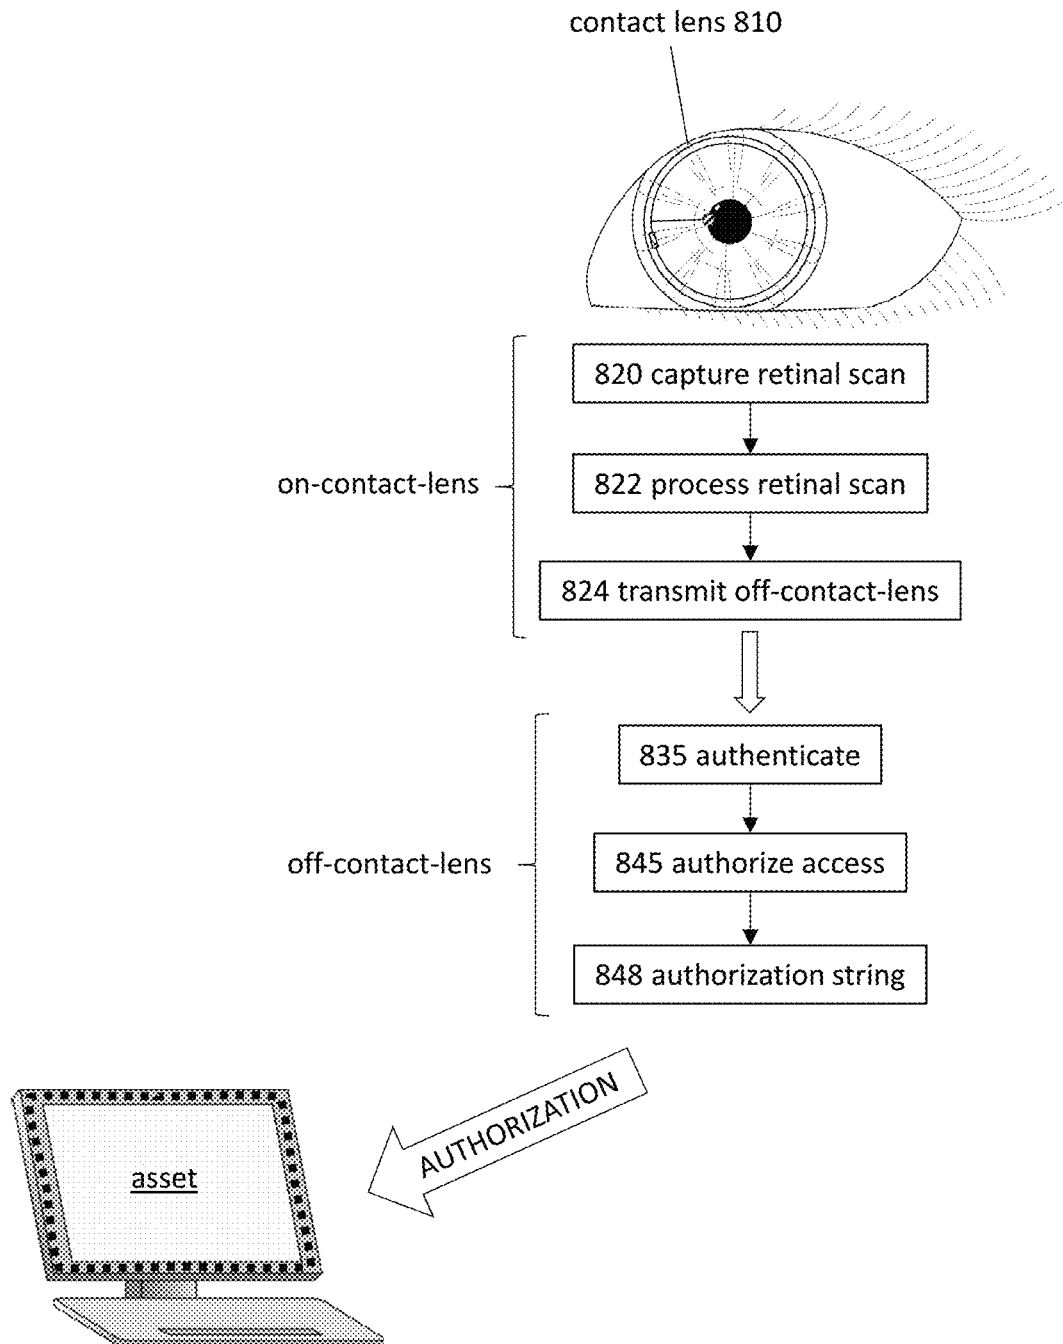 contact lens 810
820 capture retinal scan
on-contact-lens
822 process retinal scan
824 transmit off-contact-lens
835 authenticate
off-contact-lens
845 authorize access
848 authorization string
AUTHORIZATION
asset